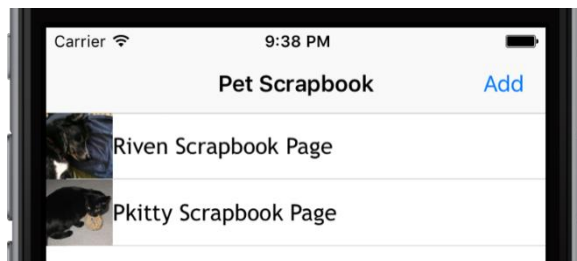 Carrier 9:38 PM
Pet Scrapbook Add
Riven Scrapbook Page
Pkitty Scrapbook Page